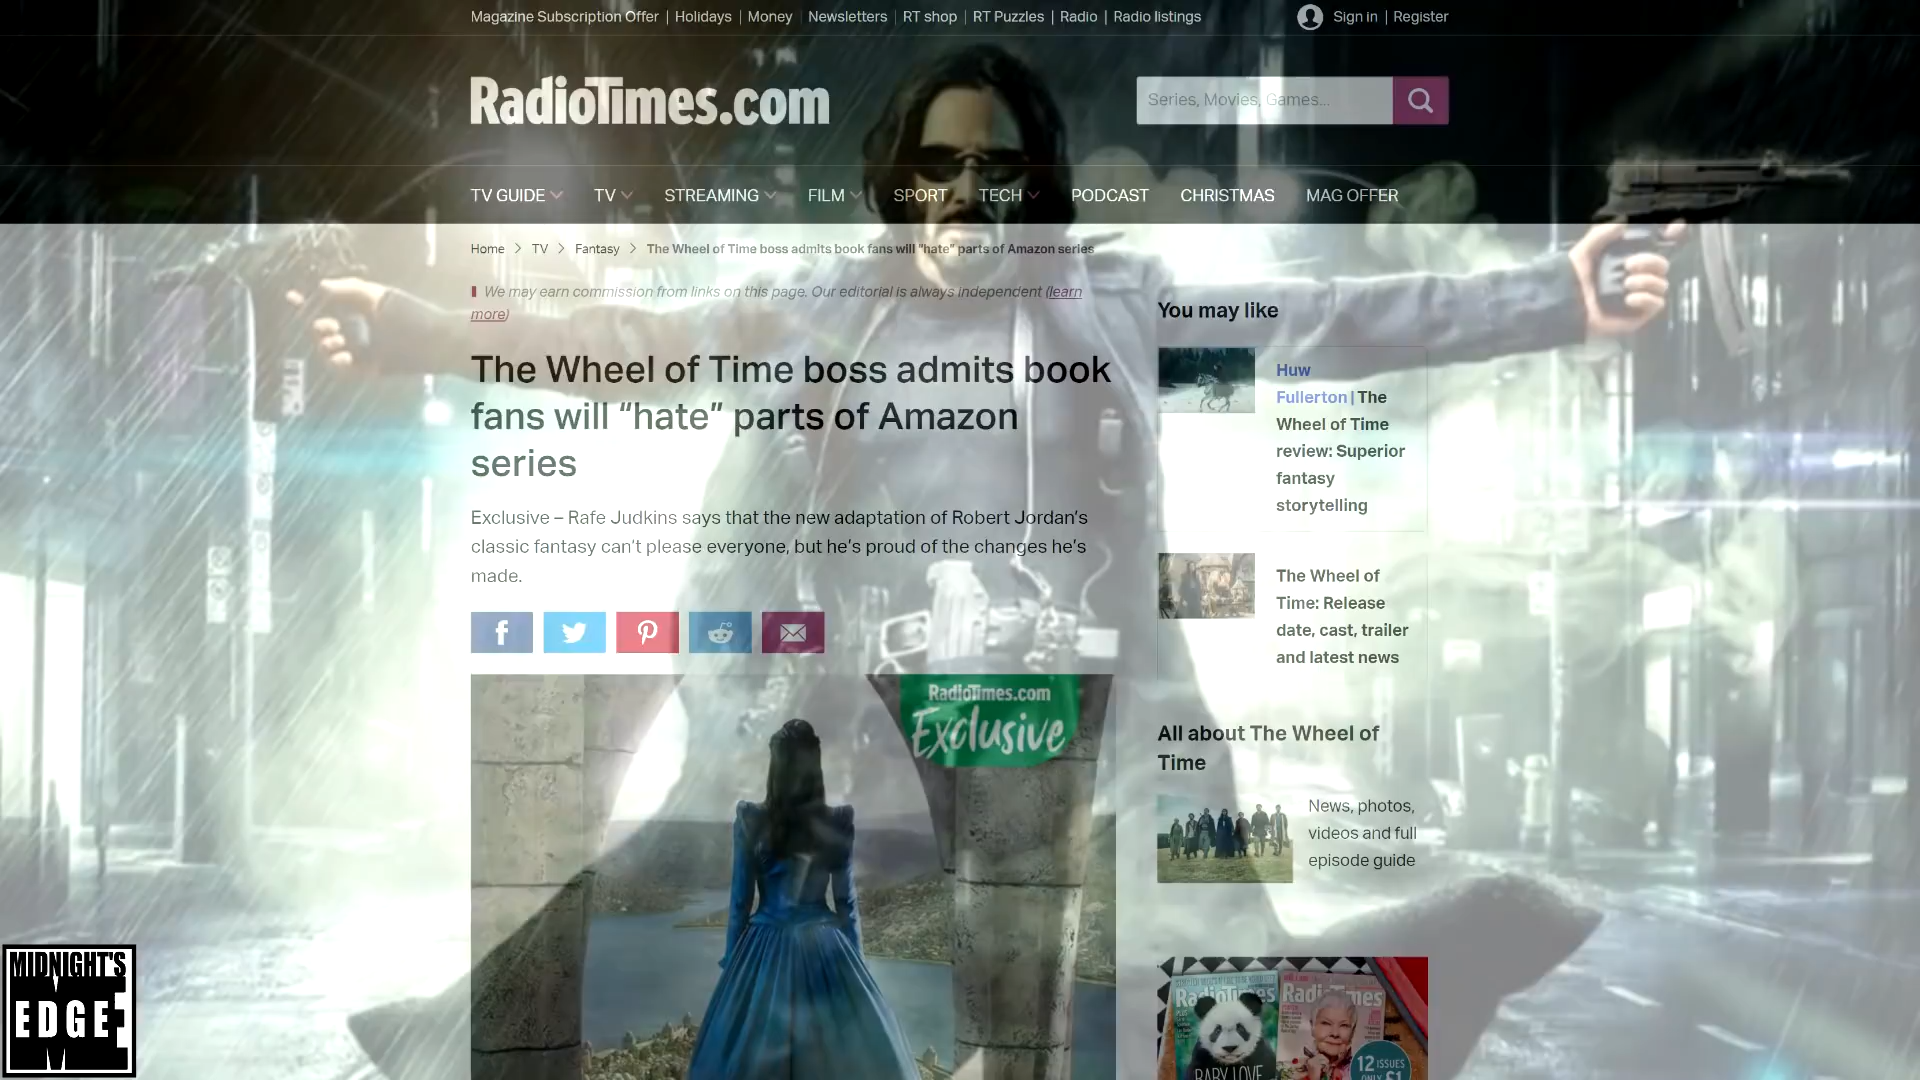 Magazine Subscription Offer | Holidays | Money | Newsletters | RT shop | RT Puzzles | Radio | Radio listings
Sign in | Register
RadioTimes.com
Series, Movies, Games...
TV GUIDE TV STREAMING FILM SPORT TECH PODCAST CHRISTMAS MAG OFFER
Home > TV > Fantasy > The Wheel of Time boss admits book fans will “hate” parts of Amazon series
We may earn commission from links on this page. Our editorial is always independent (learn
more)
The Wheel of Time boss admits book
fans will “hate” parts of Amazon
series
Exclusive – Rafe Judkins says that the new adaptation of Robert Jordan’s
classic fantasy can’t please everyone, but he’s proud of the changes he’s
made.
RadioTimes.com
Exclusive
You may like
Huw
Fullerton | The
Wheel of Time
review: Superior
fantasy
storytelling
The Wheel of
Time: Release
date, cast, trailer
and latest news
All about The Wheel of
Time
News, photos,
videos and full
episode guide
RadioTimes
RadioTimes
BABY LOVE
12 ISSUES
ONLY £1
MIDNIGHT'S
EDGE